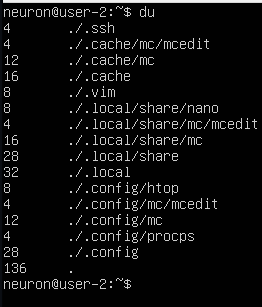 neuron@user-2:~$ du
4 ./.ssh
4 ./.cache/mc/mcedit
12 ./.cache/mc
16 ./.cache
8 ./.vim
8 ./.local/share/nano
4 ./.local/share/mc/mcedit
16 ./.local/share/mc
28 ./.local/share
32 ./.local
8 ./.config/htop
4 ./.config/mc/mcedit
12 ./.config/mc
4 ./.config/procps
28 ./.config
136 .
neuron@user-2:~$